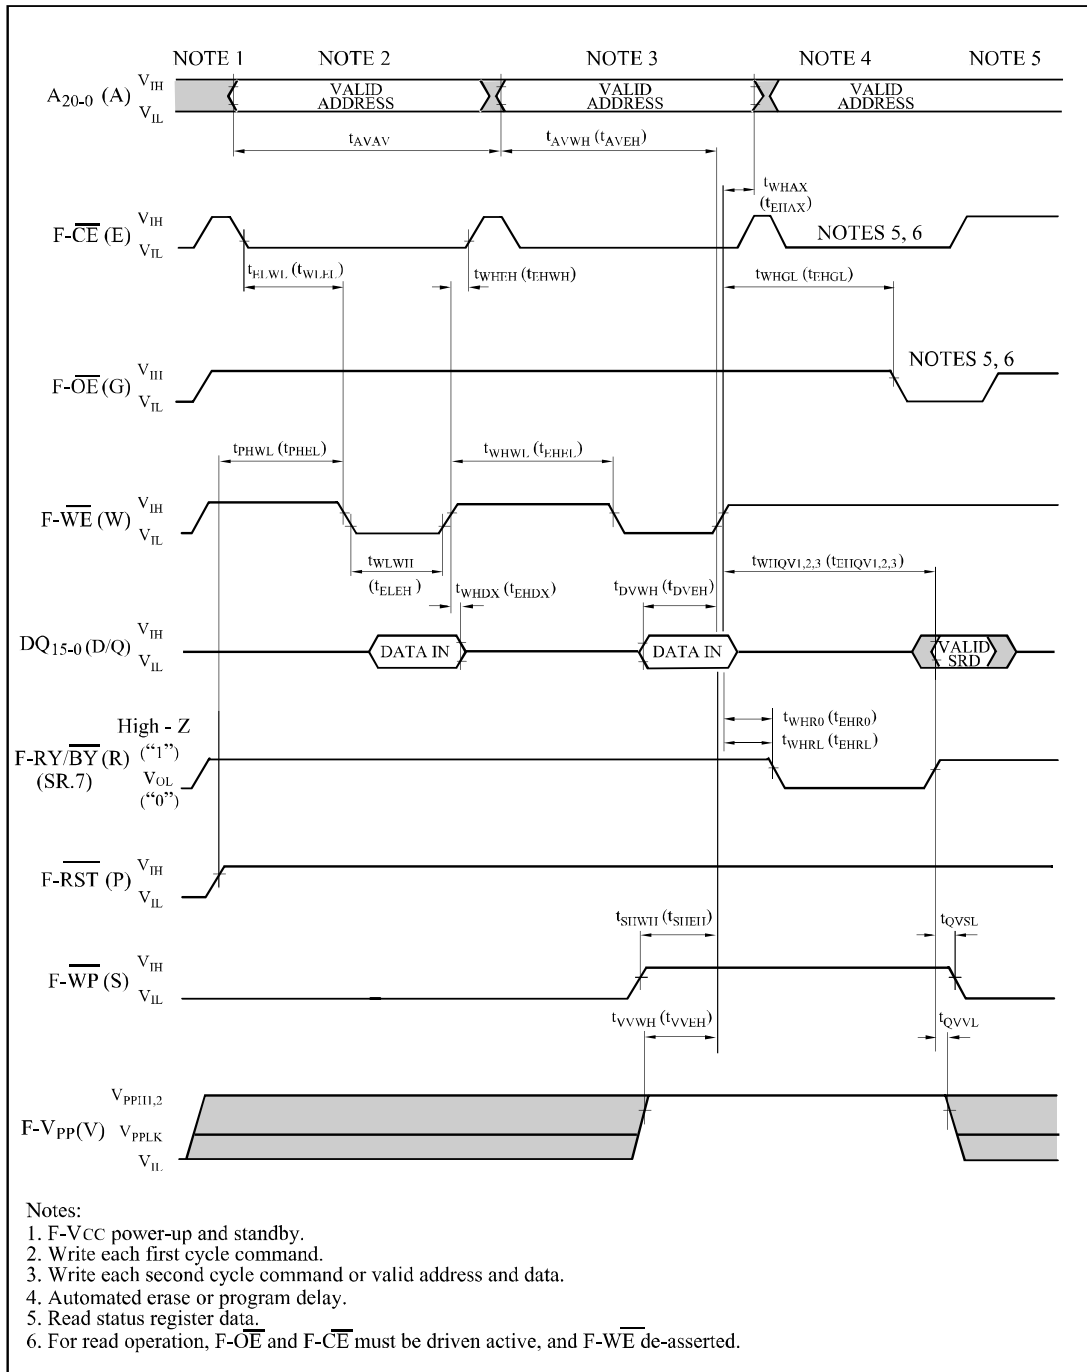 NOTE 1 NOTE 2 NOTE 3 NOTE 4 NOTE 5
A20-0 (A) VIH VIL
VALID ADDRESS VALID ADDRESS VALID ADDRESS
tAVAV tAVWH (tAVEH)
tWHAX
(tEHAX)
F-CE (E) VIH VIL
NOTES 5, 6
tELWL (tWLEL) tWHEH (tEHWH) tWHGL (tEHGL)
F-OE (G) VIH VIL
NOTES 5, 6
tPHWL (tPHEL) tWHWL (tEHEL)
F-WE (W) VIH VIL
tWLWH
(tELEH)
tWHDX (tEHDX) tDVWH (tDVEH) tWHQV1,2,3 (tEHQV1,2,3)
DQ15-0 (D/Q) VIH VIL
DATA IN DATA IN VALID SRD
tWHR0 (tEHR0)
tWHRL (tEHRL)
High - Z
("1")
F-RY/BY (R)
(SR.7)
VOL
("0")
F-RST (P) VIH VIL
tSHWH (tSHEH) tQVSL
F-WP (S) VIH VIL
tVVWH (tVVEH) tQVVL
F-VPP (V) VPPH1,2 VPPLK VIL
Notes:
1. F-VCC power-up and standby.
2. Write each first cycle command.
3. Write each second cycle command or valid address and data.
4. Automated erase or program delay.
5. Read status register data.
6. For read operation, F-OE and F-CE must be driven active, and F-WE de-asserted.